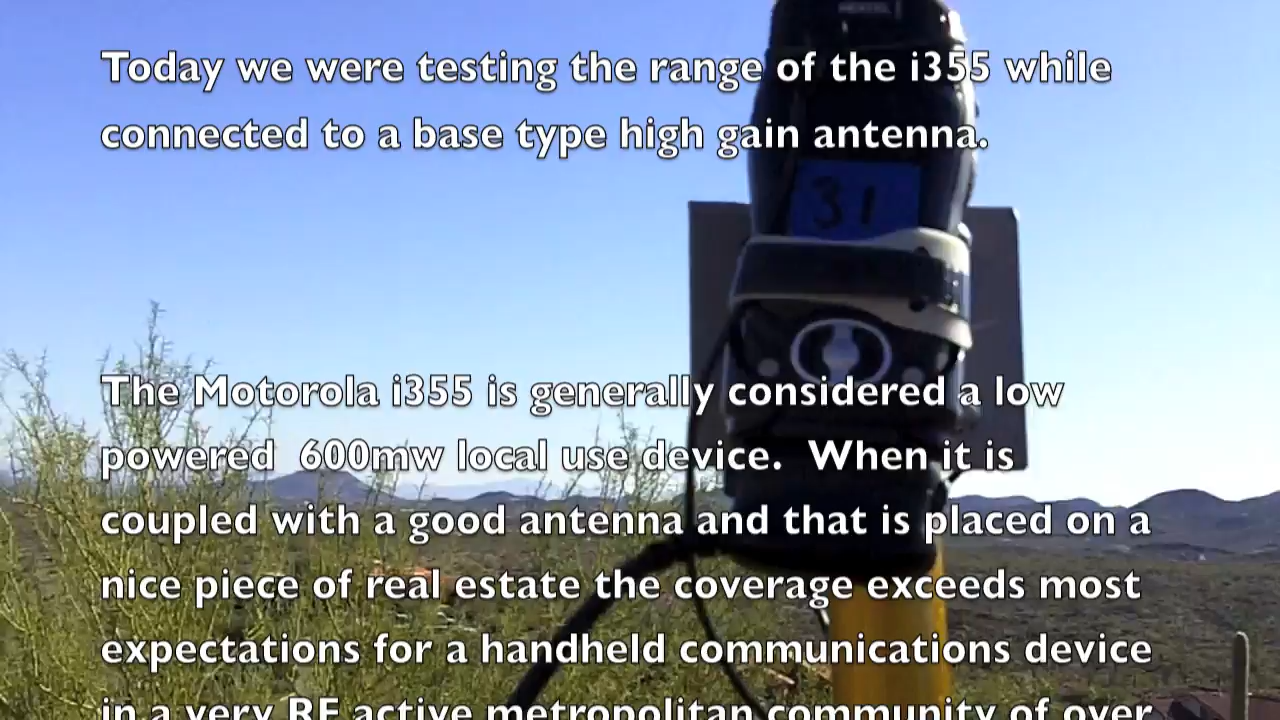 NEXTEL
Today we were testing the range of the i355 while
connected to a base type high gain antenna.
31
The Motorola i355 is generally considered a low
powered  600mw local use device.  When it is
coupled with a good antenna and that is placed on a
nice piece of real estate the coverage exceeds most
expectations for a handheld communications device
in a very RF active metropolitan community of over